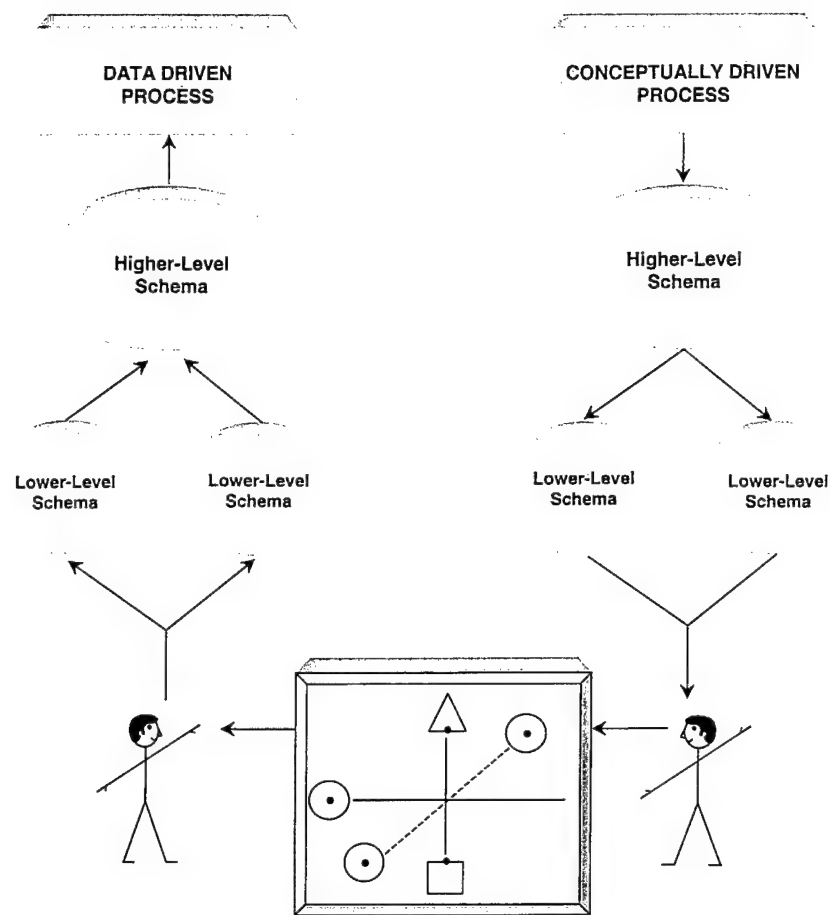 DATA DRIVEN
PROCESS
CONCEPTUALLY DRIVEN
PROCESS
Higher-Level
Schema
Higher-Level
Schema
Lower-Level
Schema
Lower-Level
Schema
Lower-Level
Schema
Lower-Level
Schema